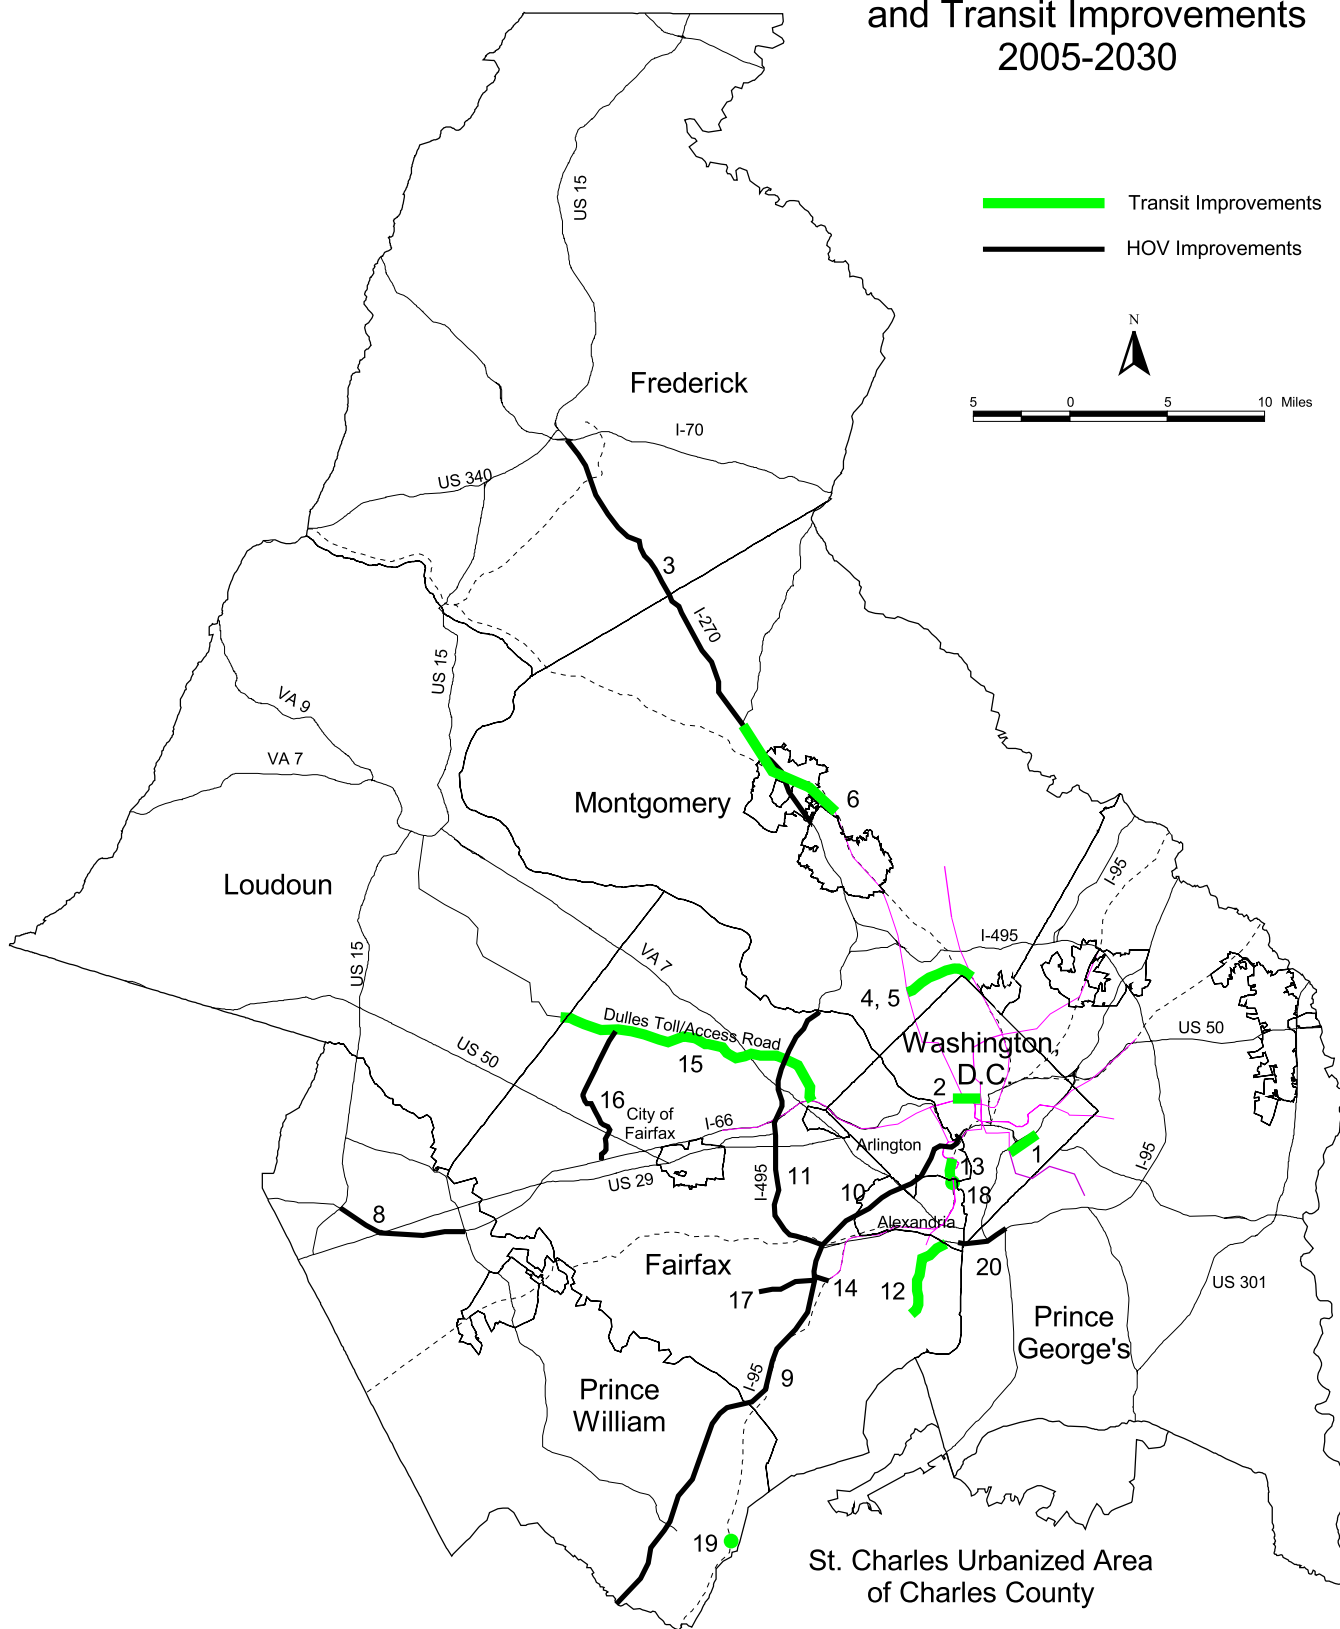 and Transit Improvements
2005-2030
US 15
Transit Improvements
HOV Improvements
N
5 0 5 10 Miles
Frederick
I-70
US 340
3
I-270
US 15
VA 9
VA 7
Montgomery
6
Loudoun
I-95
US 15
VA 7
I-495
4, 5
Dulles Toll/Access Road
Washington,
D.C.
US 50
US 50
15
2
16
City of
Fairfax
I-66
Arlington
1
13
I-95
US 29
I-495
11
10
18
8
Alexandria
Fairfax
20
17
14
12
US 301
Prince
George's
I-95
9
Prince
William
19
St. Charles Urbanized Area
of Charles County